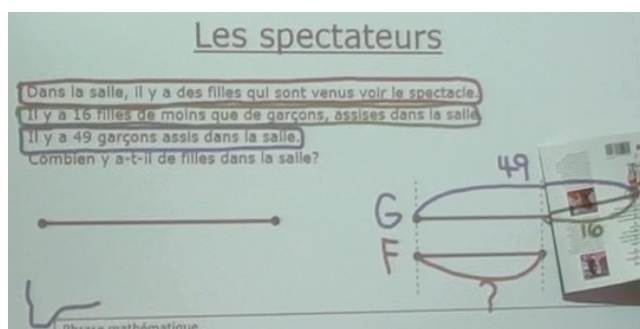 Les spectateurs
Dans la salle, il y a des filles qui sont venus voir le spectacle.
Il y a 16 filles de moins que de garçons, assises dans la salle
Il y a 49 garçons assis dans la salle.
Combien y a-t-il de filles dans la salle?
49
G
16
F
?
Phrase mathématique